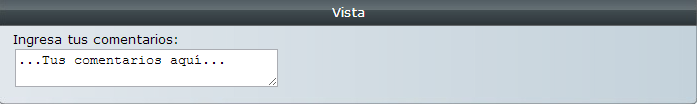 Vista
Ingresa tus comentarios:
...Tus comentarios aquí...